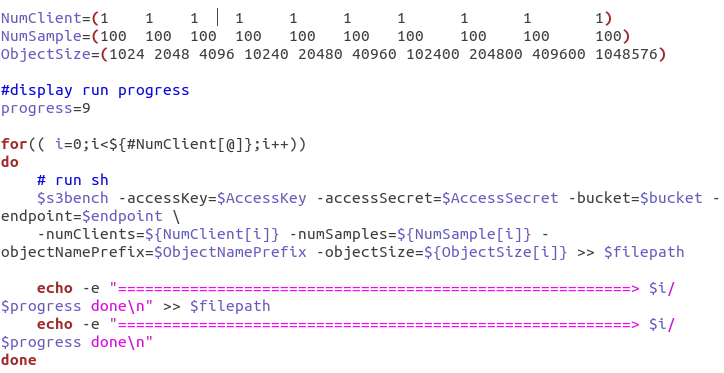 NumClient=(1    1    1    1     1     1     1      1      1       1)
NumSample=(100  100  100  100   100   100   100    100    100     100)
ObjectSize=(1024 2048 4096 10240 20480 40960 102400 204800 409600 1048576)

#display run progress
progress=9

for(( i=0;i<${#NumClient[@]};i++))
do
    # run sh
    $s3bench -accessKey=$AccessKey -accessSecret=$AccessSecret -bucket=$bucket -
endpoint=$endpoint \
    -numClients=${NumClient[i]} -numSamples=${NumSample[i]} -
objectNamePrefix=$ObjectNamePrefix -objectSize=${ObjectSize[i]} >> $filepath

    echo -e "=========================================================> $i/
$progress done\n" >> $filepath
    echo -e "=========================================================> $i/
$progress done\n"
done